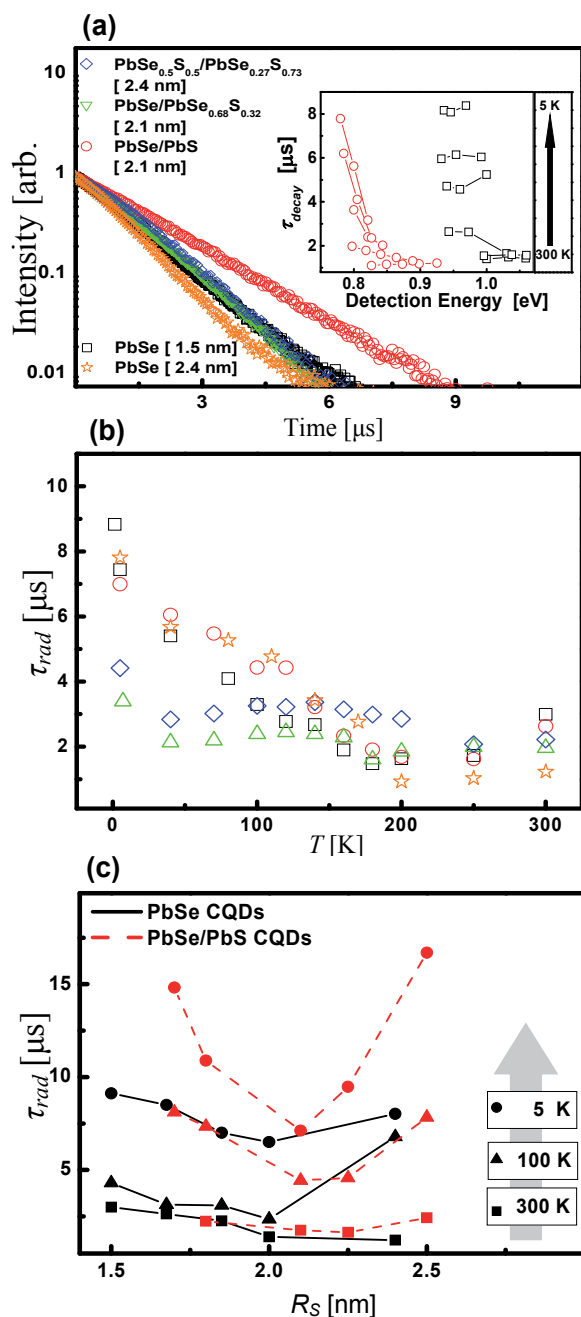 (a)
10
1
0.1
0.01
Intensity [arb.]
PbSe0.5S0.5/PbSe0.27S0.73
[ 2.4 nm]
PbSe/PbSe0.68S0.32
[ 2.1 nm]
PbSe/PbS
[ 2.1 nm]
PbSe [ 1.5 nm]
PbSe [ 2.4 nm]
τdecay [μs]
8
6
4
2
0.8 0.9 1.0
Detection Energy [eV]
5 K
300 K
3 6 9
Time [μs]
(b)
τrad [μs]
10
8
6
4
2
0 100 200 300
T [K]
(c)
PbSe CQDs
PbSe/PbS CQDs
τrad [μs]
15
10
5
0
5 K
100 K
300 K
1.5 2.0 2.5
RS [nm]